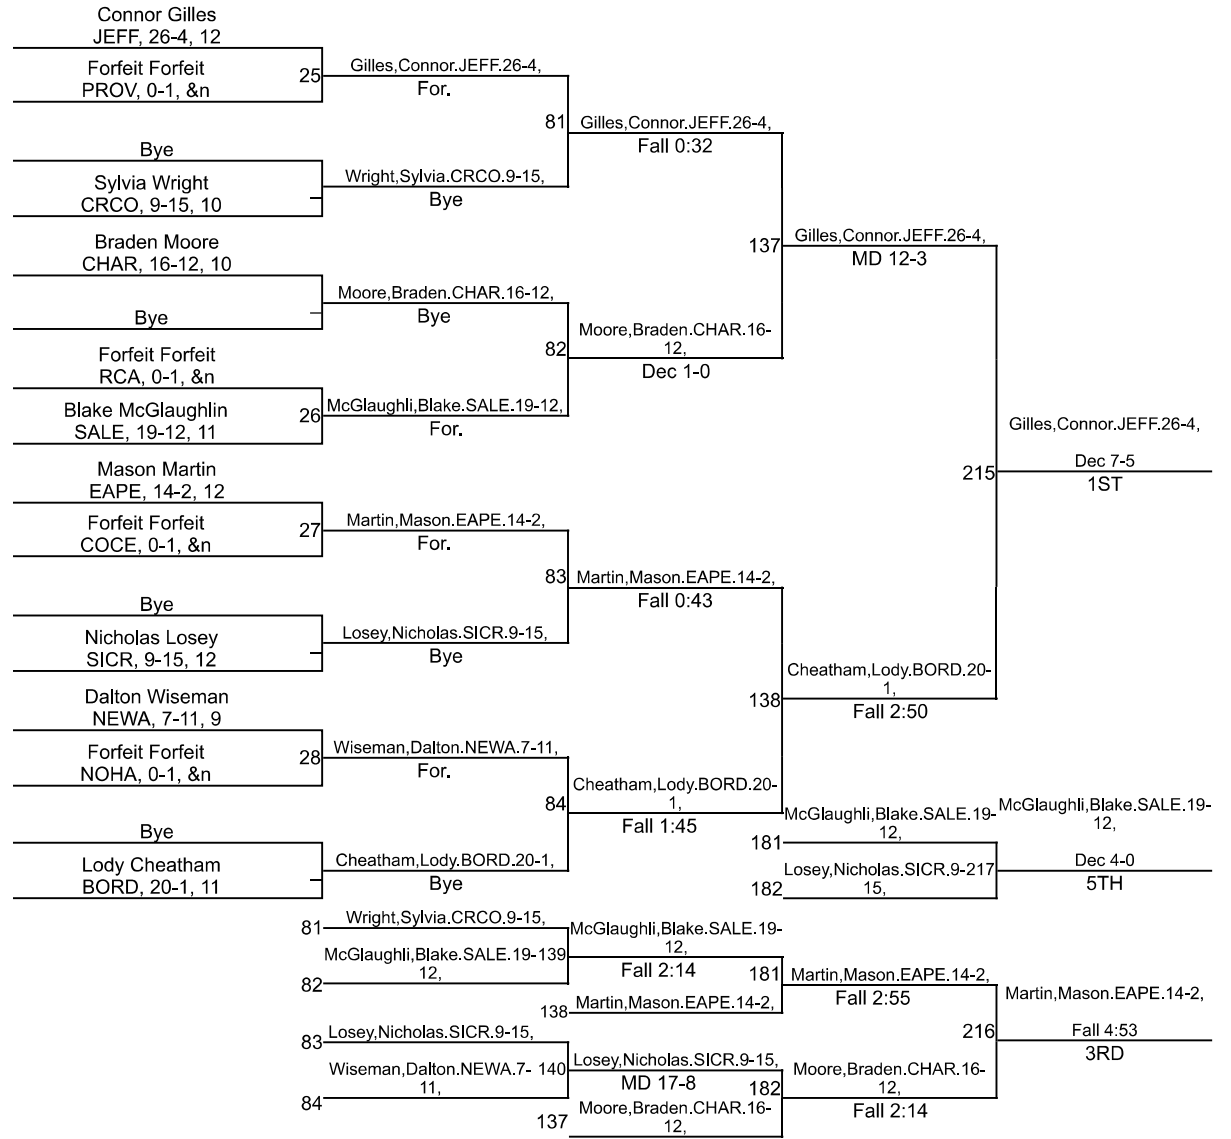 Connor Gilles
JEFF, 26-4, 12
Forfeit Forfeit
PROV, 0-1, &n
25
Gilles,Connor.JEFF.26-4,
For.
81
Gilles,Connor.JEFF.26-4,
Fall 0:32
Bye
Sylvia Wright
CRCO, 9-15, 10
Wright,Sylvia.CRCO.9-15,
Bye
Braden Moore
CHAR, 16-12, 10
137
Gilles,Connor.JEFF.26-4,
MD 12-3
Bye
Moore,Braden.CHAR.16-12,
Bye
82
Moore,Braden.CHAR.16-
12,
Dec 1-0
Forfeit Forfeit
RCA, 0-1, &n
Blake McGlaughlin
SALE, 19-12, 11
26
McGlaughli,Blake.SALE.19-12,
For.
Gilles,Connor.JEFF.26-4,
215
Dec 7-5
1ST
Mason Martin
EAPE, 14-2, 12
Forfeit Forfeit
COCE, 0-1, &n
27
Martin,Mason.EAPE.14-2,
For.
83
Martin,Mason.EAPE.14-2,
Fall 0:43
Bye
Nicholas Losey
SICR, 9-15, 12
Losey,Nicholas.SICR.9-15,
Bye
138
Cheatham,Lody.BORD.20-
1,
Fall 2:50
Dalton Wiseman
NEWA, 7-11, 9
Forfeit Forfeit
NOHA, 0-1, &n
28
Wiseman,Dalton.NEWA.7-11,
For.
84
Cheatham,Lody.BORD.20-
1,
Fall 1:45
Bye
Lody Cheatham
BORD, 20-1, 11
Cheatham,Lody.BORD.20-1,
Bye
181
McGlaughli,Blake.SALE.19-
12,
182
Losey,Nicholas.SICR.9-
15,
217
McGlaughli,Blake.SALE.19-
12,
Dec 4-0
5TH
81
Wright,Sylvia.CRCO.9-15,
82
McGlaughli,Blake.SALE.19-
12,
139
McGlaughli,Blake.SALE.19-
12,
Fall 2:14
138
Martin,Mason.EAPE.14-2,
181
Martin,Mason.EAPE.14-2,
Fall 2:55
83
Losey,Nicholas.SICR.9-15,
84
Wiseman,Dalton.NEWA.7-
11,
140
Losey,Nicholas.SICR.9-15,
MD 17-8
137
Moore,Braden.CHAR.16-
12,
182
Moore,Braden.CHAR.16-
12,
Fall 2:14
216
Martin,Mason.EAPE.14-2,
Fall 4:53
3RD